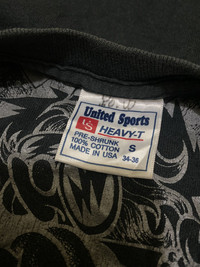 United Sports
US HEAVY-T
PRE-SHRUNK S
100% COTTON
MADE IN USA 34-36